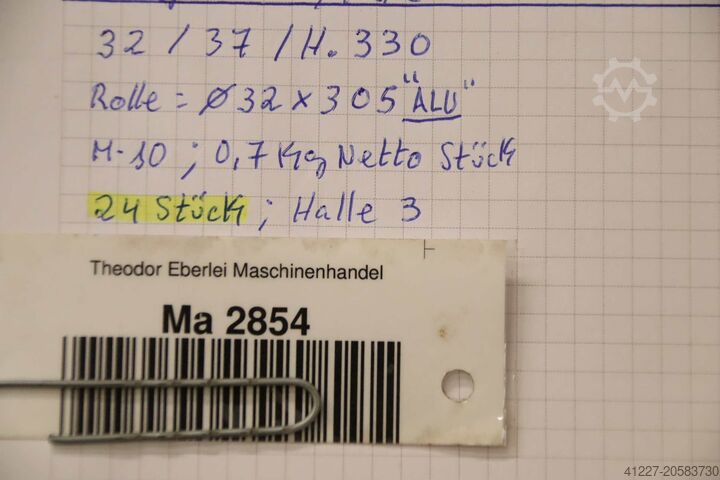 32 / 37 / H. 330
Rolle = ø32 x 305 "ALU"
M-10 ; 0,7 Kg Netto Stück
24 Stück ; Halle 3
Theodor Eberlei Maschinenhandel
Ma 2854
41227-20583730